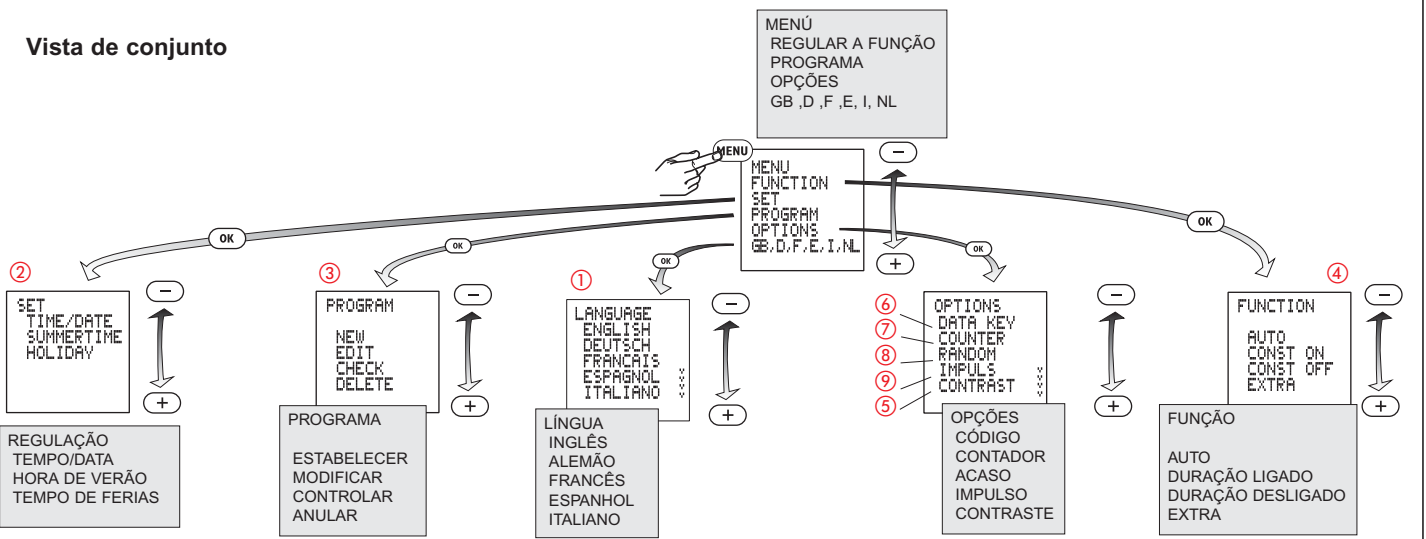 Vista de conjunto
MENÚ
REGULAR A FUNÇÃO
PROGRAMA
OPÇÕES
GB ,D ,F ,E, I, NL
MENU
MENU
FUNCTION
SET
PROGRAM
OPTIONS
GB,D,F,E,I,NL
−
+
OK
OK
OK
OK
OK
②
SET
TIME/DATE
SUMMERTIME
HOLIDAY
−
+
REGULAÇÃO
TEMPO/DATA
HORA DE VERÃO
TEMPO DE FERIAS
③
PROGRAM
NEW
EDIT
CHECK
DELETE
−
+
PROGRAMA
ESTABELECER
MODIFICAR
CONTROLAR
ANULAR
①
LANGUAGE
ENGLISH
DEUTSCH
FRANCAIS
ESPAGNOL
ITALIANO
−
+
LÍNGUA
INGLÊS
ALEMÃO
FRANCÊS
ESPANHOL
ITALIANO
OPTIONS
⑥ DATA KEY
⑦ COUNTER
⑧ RANDOM
⑨ IMPULS
⑤ CONTRAST
−
+
OPÇÕES
CÓDIGO
CONTADOR
ACASO
IMPULSO
CONTRASTE
④
FUNCTION
AUTO
CONST ON
CONST OFF
EXTRA
−
+
FUNÇÃO
AUTO
DURAÇÃO LIGADO
DURAÇÃO DESLIGADO
EXTRA